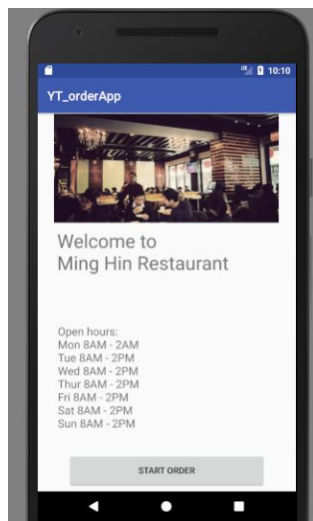 10:10
YT_orderApp
Welcome to
Ming Hin Restaurant
Open hours:
Mon 8AM - 2AM
Tue 8AM - 2PM
Wed 8AM - 2PM
Thur 8AM - 2PM
Fri 8AM - 2PM
Sat 8AM - 2PM
Sun 8AM - 2PM
START ORDER